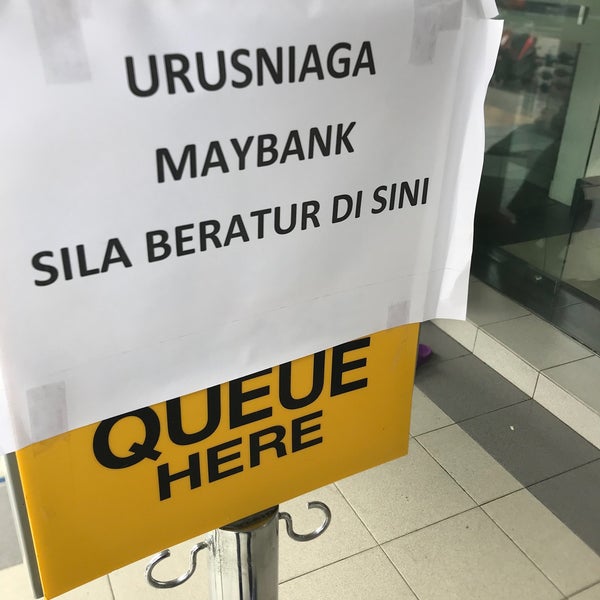 URUSNIAGA
MAYBANK
SILA BERATUR DI SINI
QUEUE
HERE